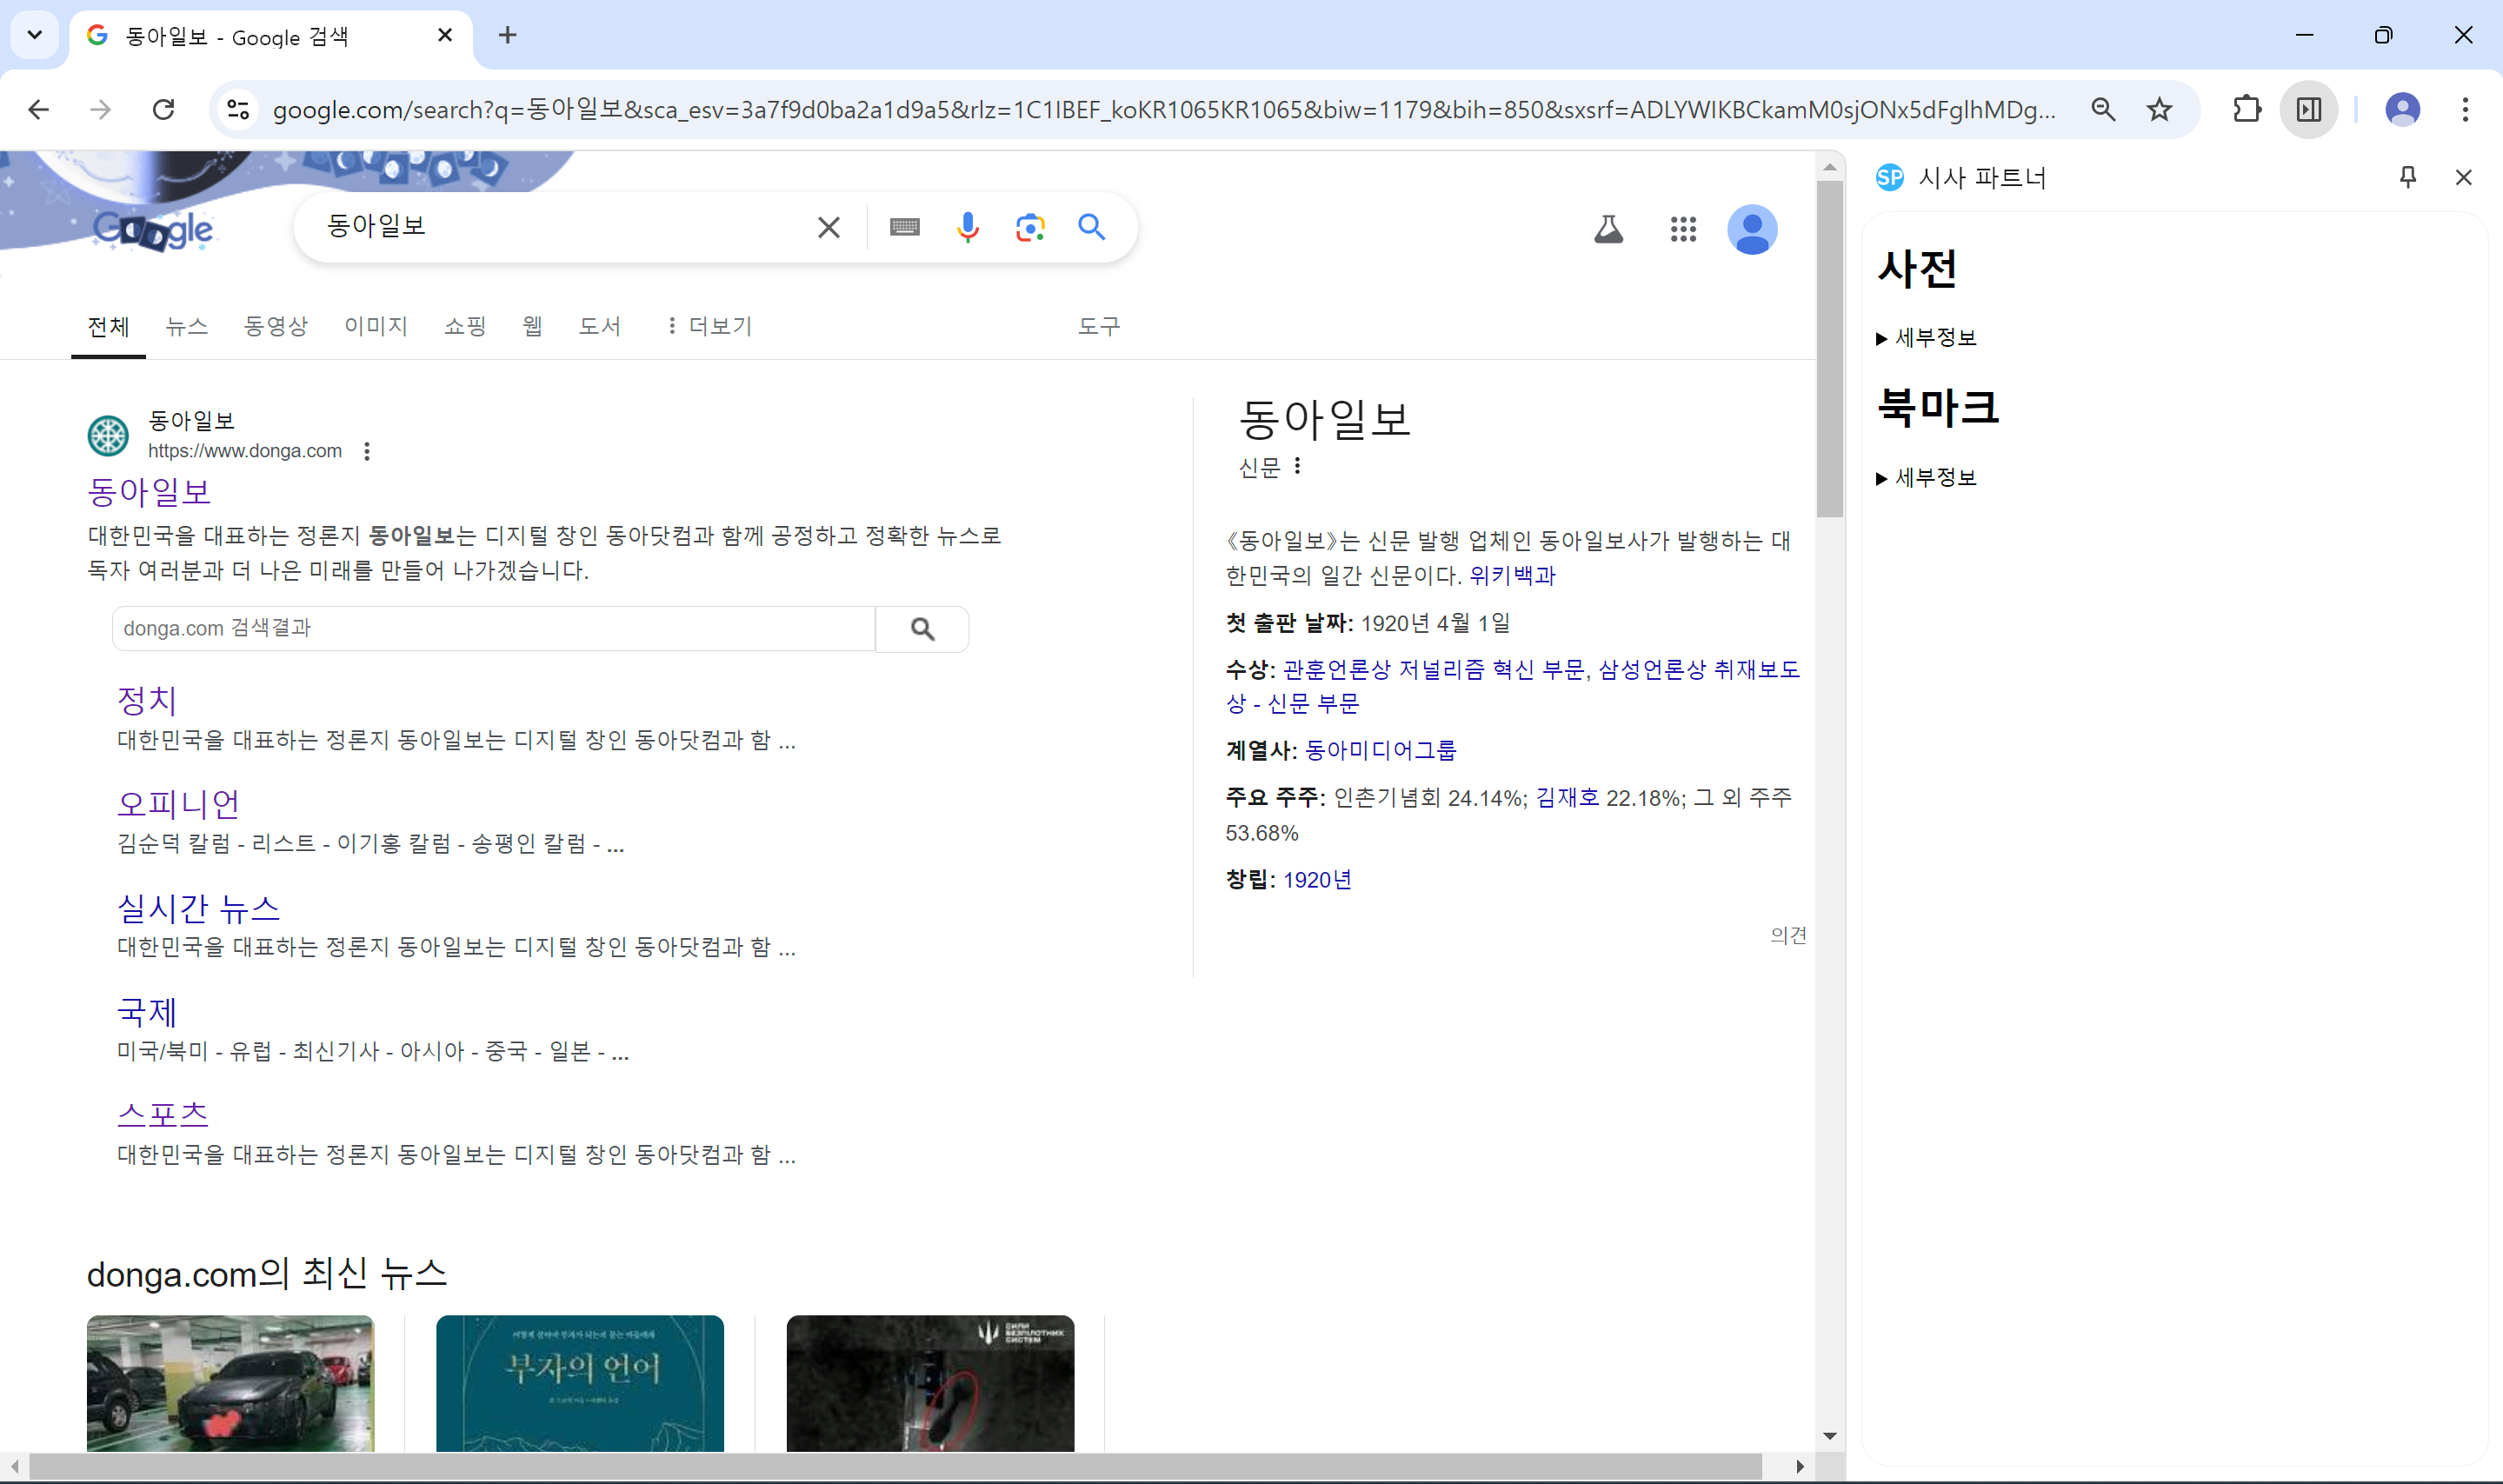 동아일보 - Google 검색
google.com/search?q=동아일보&sca_esv=3a7f9d0ba2a1d9a5&rlz=1C1IBEF_koKR1065KR1065&biw=1179&bih=850&sxsrf=ADLYWIKBCkamM0sjONx5dFglhMDg...
SP 시사 파트너
Google
동아일보
전체 뉴스 동영상 이미지 쇼핑 웹 도서 더보기 도구
동아일보
https://www.donga.com
동아일보
대한민국을 대표하는 정론지 동아일보는 디지털 창인 동아닷컴과 함께 공정하고 정확한 뉴스로
독자 여러분과 더 나은 미래를 만들어 나가겠습니다.
donga.com 검색결과
정치
대한민국을 대표하는 정론지 동아일보는 디지털 창인 동아닷컴과 함 ...
오피니언
김순덕 칼럼 - 리스트 - 이기홍 칼럼 - 송평인 칼럼 - ...
실시간 뉴스
대한민국을 대표하는 정론지 동아일보는 디지털 창인 동아닷컴과 함 ...
국제
미국/북미 - 유럽 - 최신기사 - 아시아 - 중국 - 일본 - ...
스포츠
대한민국을 대표하는 정론지 동아일보는 디지털 창인 동아닷컴과 함 ...
donga.com의 최신 뉴스
부자의 언어
СИЛИ
БЕЗПІЛОТНИХ
СИСТЕМ
동아일보
신문
《동아일보》는 신문 발행 업체인 동아일보사가 발행하는 대
한민국의 일간 신문이다. 위키백과
첫 출판 날짜: 1920년 4월 1일
수상: 관훈언론상 저널리즘 혁신 부문, 삼성언론상 취재보도
상 - 신문 부문
계열사: 동아미디어그룹
주요 주주: 인촌기념회 24.14%; 김재호 22.18%; 그 외 주주
53.68%
창립: 1920년
의견
사전
세부정보
북마크
세부정보